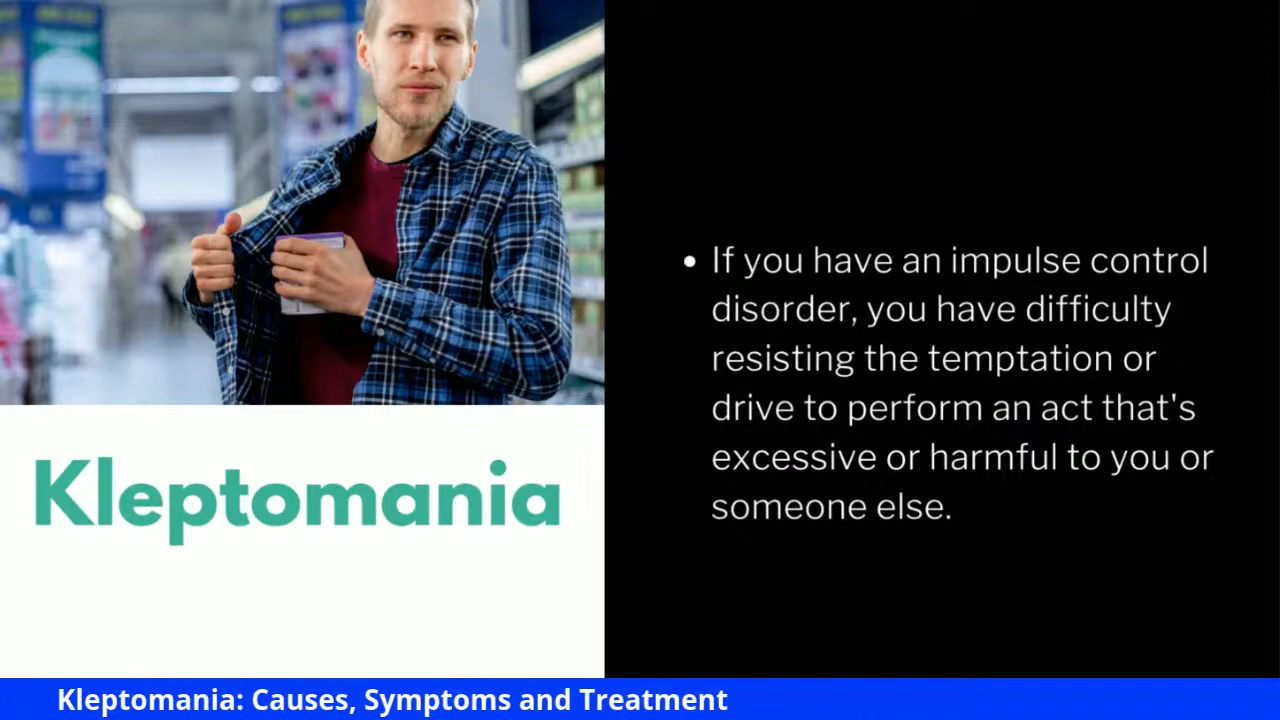 Kleptomania
• If you have an impulse control
disorder, you have difficulty
resisting the temptation or
drive to perform an act that's
excessive or harmful to you or
someone else.
Kleptomania: Causes, Symptoms and Treatment